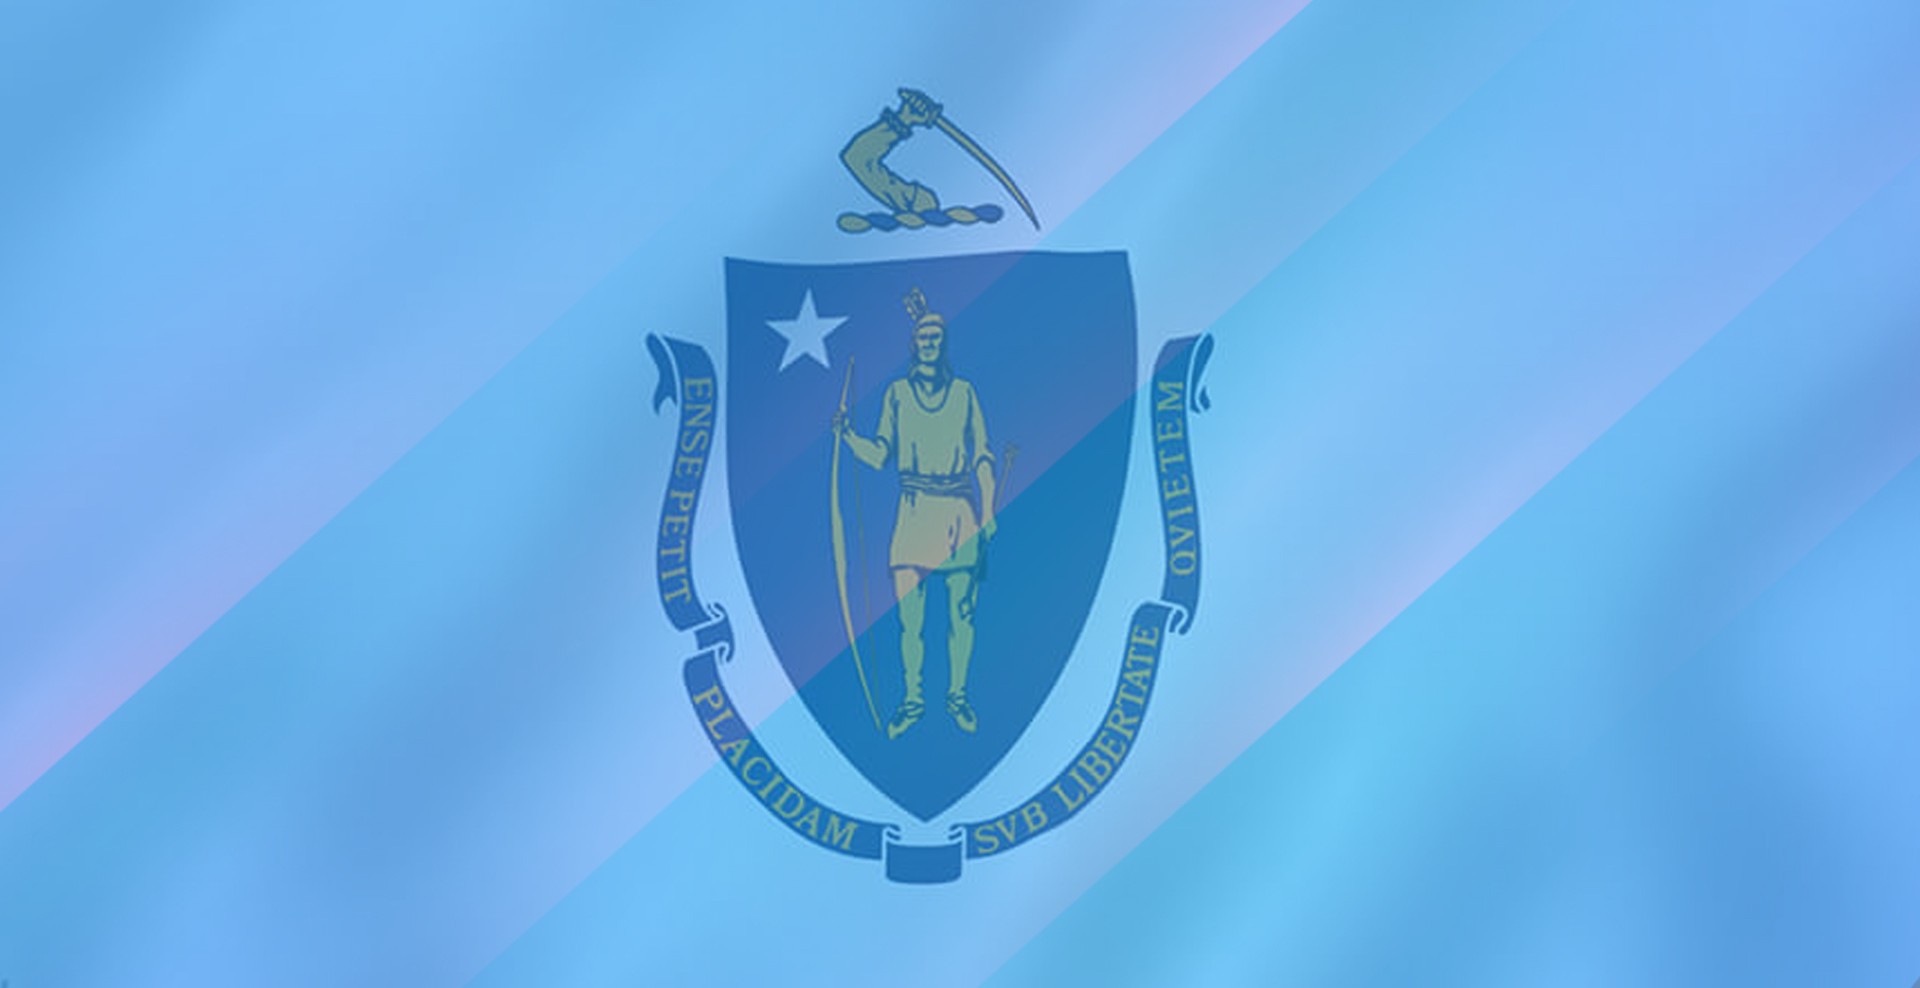 ENSE PETIT
PLACIDAM
SVB LIBERTATE
QVIETEM